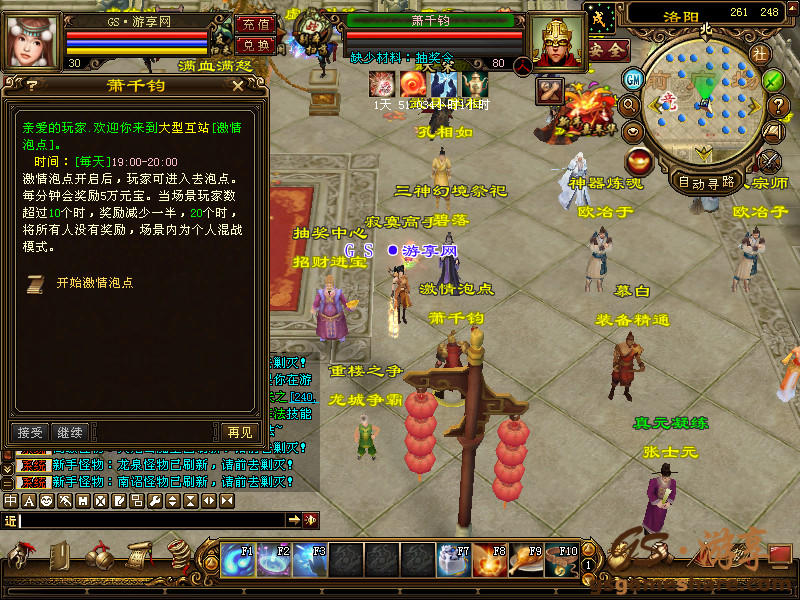 GS·游享网
充值
兑换
30
满血满怒
萧千钧
缺少材料：抽奖令
80
安全
洛阳
261 248
北
GM
社
自动寻路
1天
萧千钧
亲爱的玩家.欢迎你来到大型互站[激情
泡点]。
时间：[每天]19:00-20:00
激情泡点开启后，玩家可进入去泡点。
每分钟会奖励5万元宝。当场景玩家数
超过10个时，奖励减少一半，20个时，
将所有人没有奖励，场景内为个人混战
模式。
开始激情泡点
接受
继续
再见
孔相如
三神幻境祭祀
神器炼魂
欧冶子
欧冶子
寂寞高手
碧落
抽奖中心
GS
游享网
招财进宝
激情泡点
萧千钧
慕白
装备精通
重楼之争
龙城争霸
真元凝练
张士元
新手怪物：龙泉怪物已刷新，请前去剿灭！
新手怪物：南诏怪物已刷新，请前去剿灭！
近
F1
F2
F3
F7
F8
F9
F10
1
GS·游享